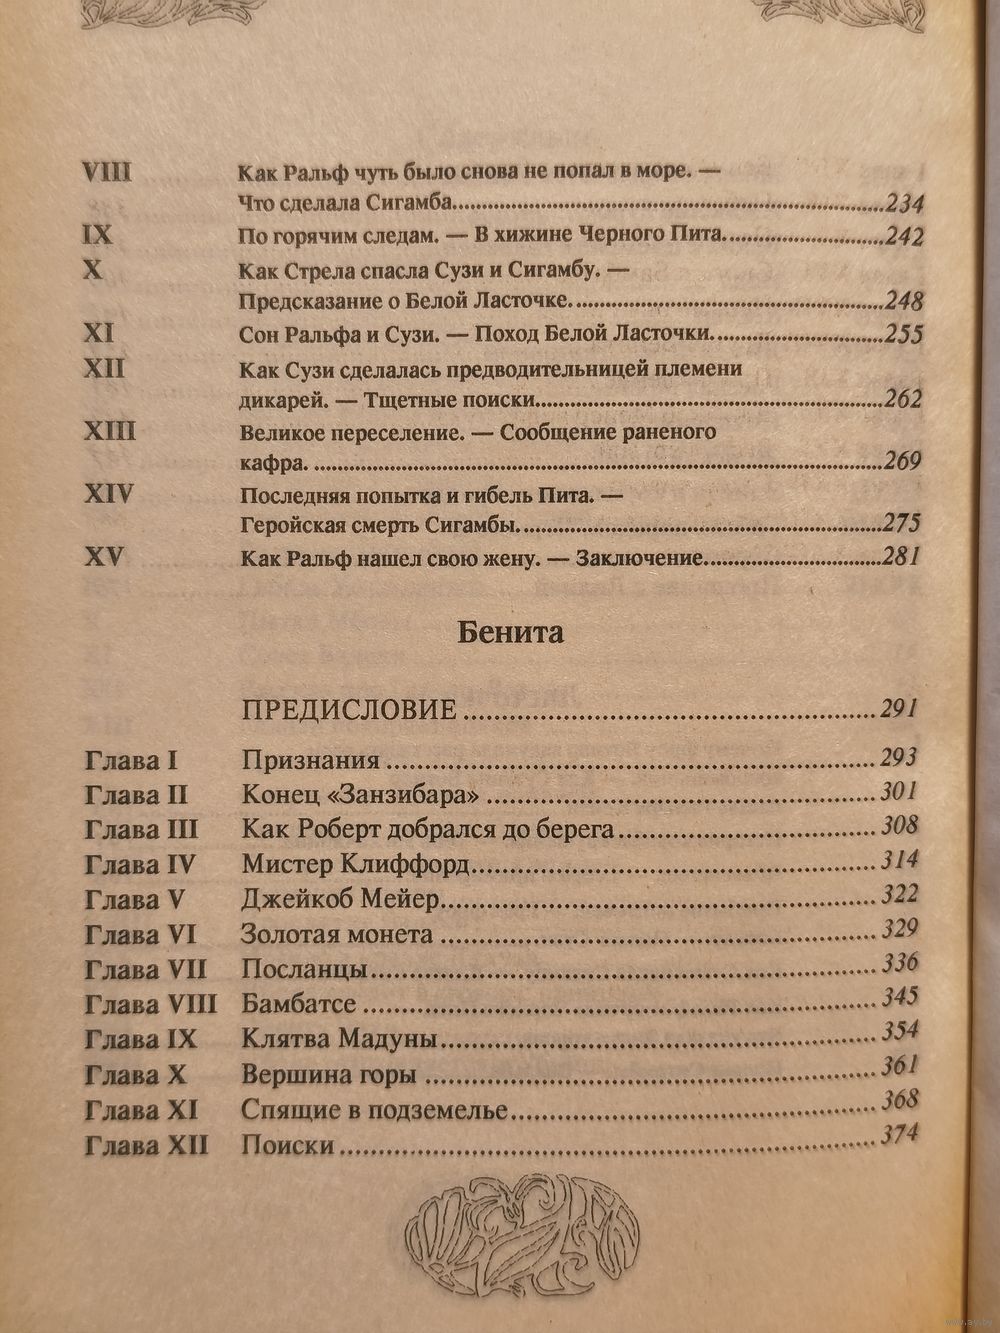 VIII Как Ральф чуть было снова не попал в море. —
Что сделала Сигамба.......................................................................234
IX По горячим следам. — В хижине Черного Пита...........................242
X Как Стрела спасла Сузи и Сигамбу. —
Предсказание о Белой Ласточке....................................................248
XI Сон Ральфа и Сузи. — Поход Белой Ласточки.............................255
XII Как Сузи сделалась предводительницей племени
дикарей. — Тщетные поиски.........................................................262
XIII Великое переселение. — Сообщение раненого
кафра. ..............................................................................................269
XIV Последняя попытка и гибель Пита. —
Геройская смерть Сигамбы............................................................275
XV Как Ральф нашел свою жену. — Заключение..............................281
Бенита
ПРЕДИСЛОВИЕ ......................................................... 291
Глава I Признания .................................................................... 293
Глава II Конец «Занзибара» ...................................................... 301
Глава III Как Роберт добрался до берега................................... 308
Глава IV Мистер Клиффорд........................................................ 314
Глава V Джейкоб Мейер............................................................ 322
Глава VI Золотая монета ............................................................ 329
Глава VII Посланцы...................................................................... 336
Глава VIII Бамбатсе ....................................................................... 345
Глава IX Клятва Мадуны............................................................ 354
Глава X Вершина горы .............................................................. 361
Глава XI Спящие в подземелье................................................... 368
Глава XII Поиски .......................................................................... 374
www.ay.by